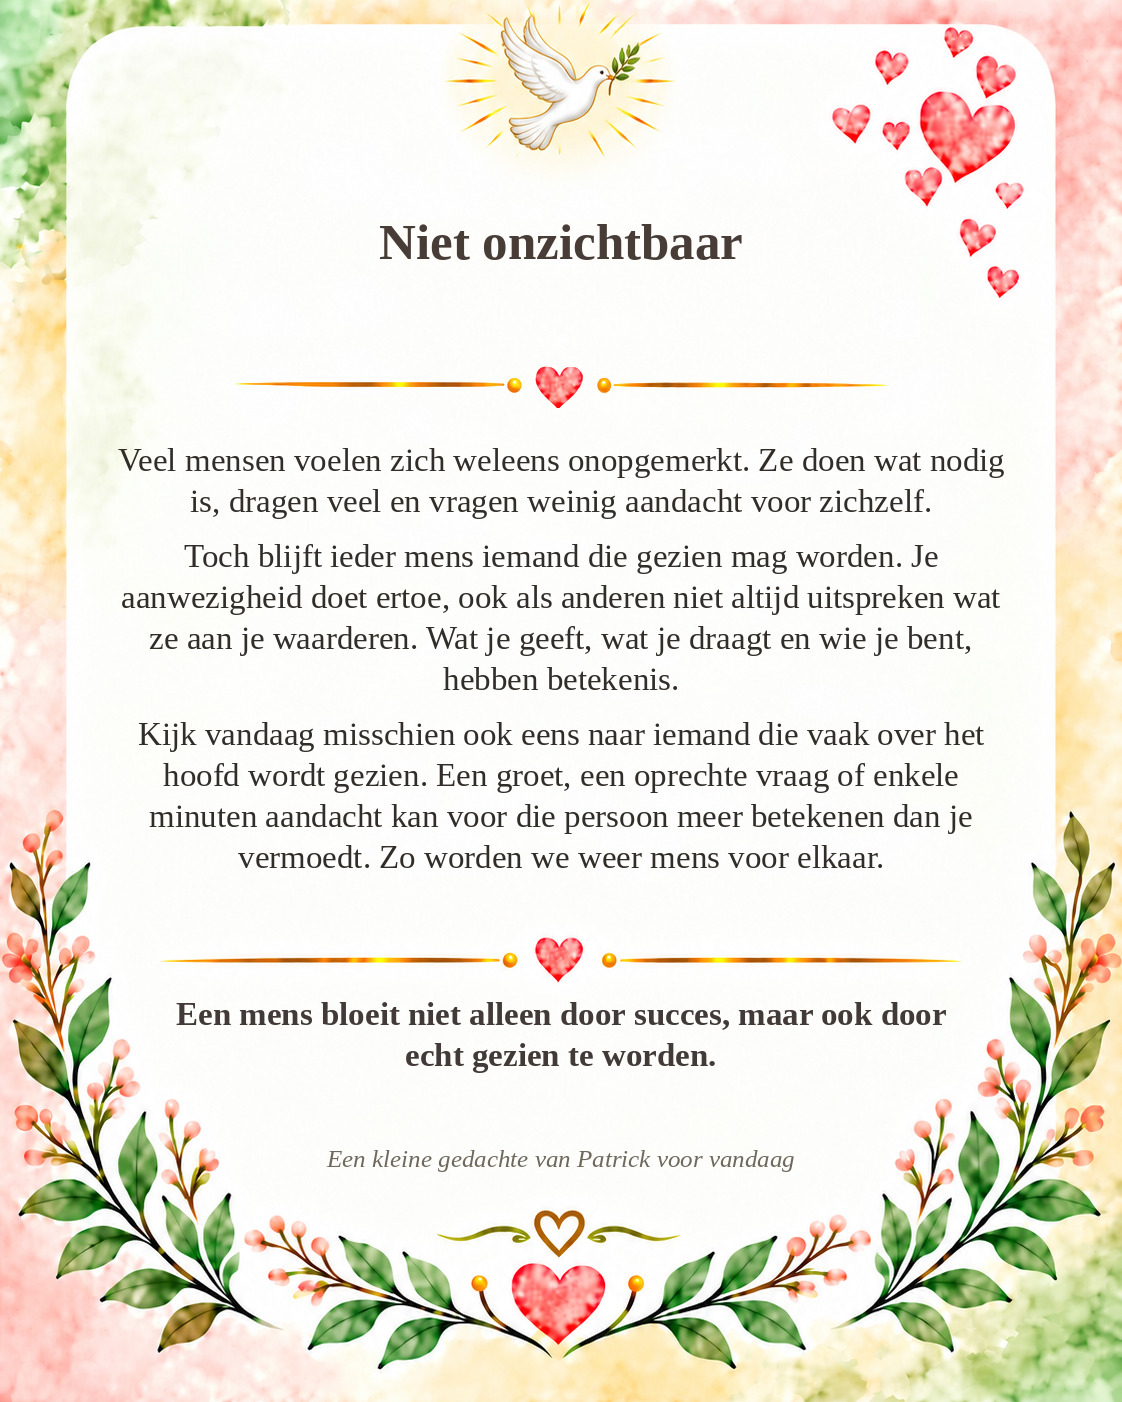 Niet onzichtbaar
Veel mensen voelen zich weleens onopgemerkt. Ze doen wat nodig
is, dragen veel en vragen weinig aandacht voor zichzelf.
Toch blijft ieder mens iemand die gezien mag worden. Je
aanwezigheid doet ertoe, ook als anderen niet altijd uitspreken wat
ze aan je waarderen. Wat je geeft, wat je draagt en wie je bent,
hebben betekenis.
Kijk vandaag misschien ook eens naar iemand die vaak over het
hoofd wordt gezien. Een groet, een oprechte vraag of enkele
minuten aandacht kan voor die persoon meer betekenen dan je
vermoedt. Zo worden we weer mens voor elkaar.
Een mens bloeit niet alleen door succes, maar ook door
echt gezien te worden.
Een kleine gedachte van Patrick voor vandaag